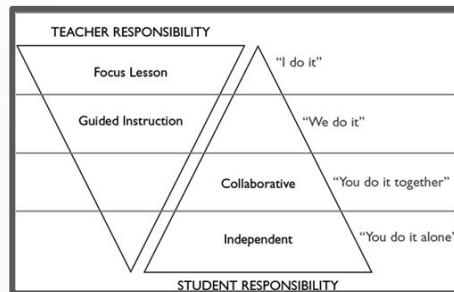 TEACHER RESPONSIBILITY
Focus Lesson
"I do it"
Guided Instruction
"We do it"
Collaborative
"You do it together"
Independent
"You do it alone"
STUDENT RESPONSIBILITY